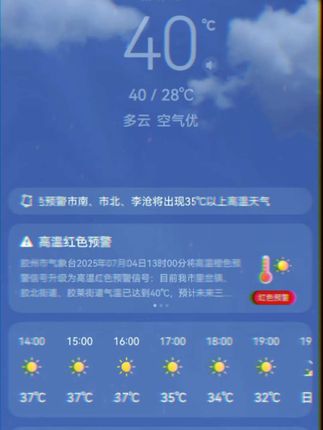 40℃
40 / 28℃
多云 空气优
预警市南、市北、李沧将出现35℃以上高温天气
高温红色预警
胶州市气象台2025年07月04日13时00分将高温橙色预
警信号升级为高温红色预警信号：目前我市里岔镇、
胶北街道、胶莱街道气温已达到40℃，预计未来三...
红色预警
14:00 15:00 16:00 17:00 18:00 19:00
37℃ 37℃ 37℃ 35℃ 34℃ 32℃